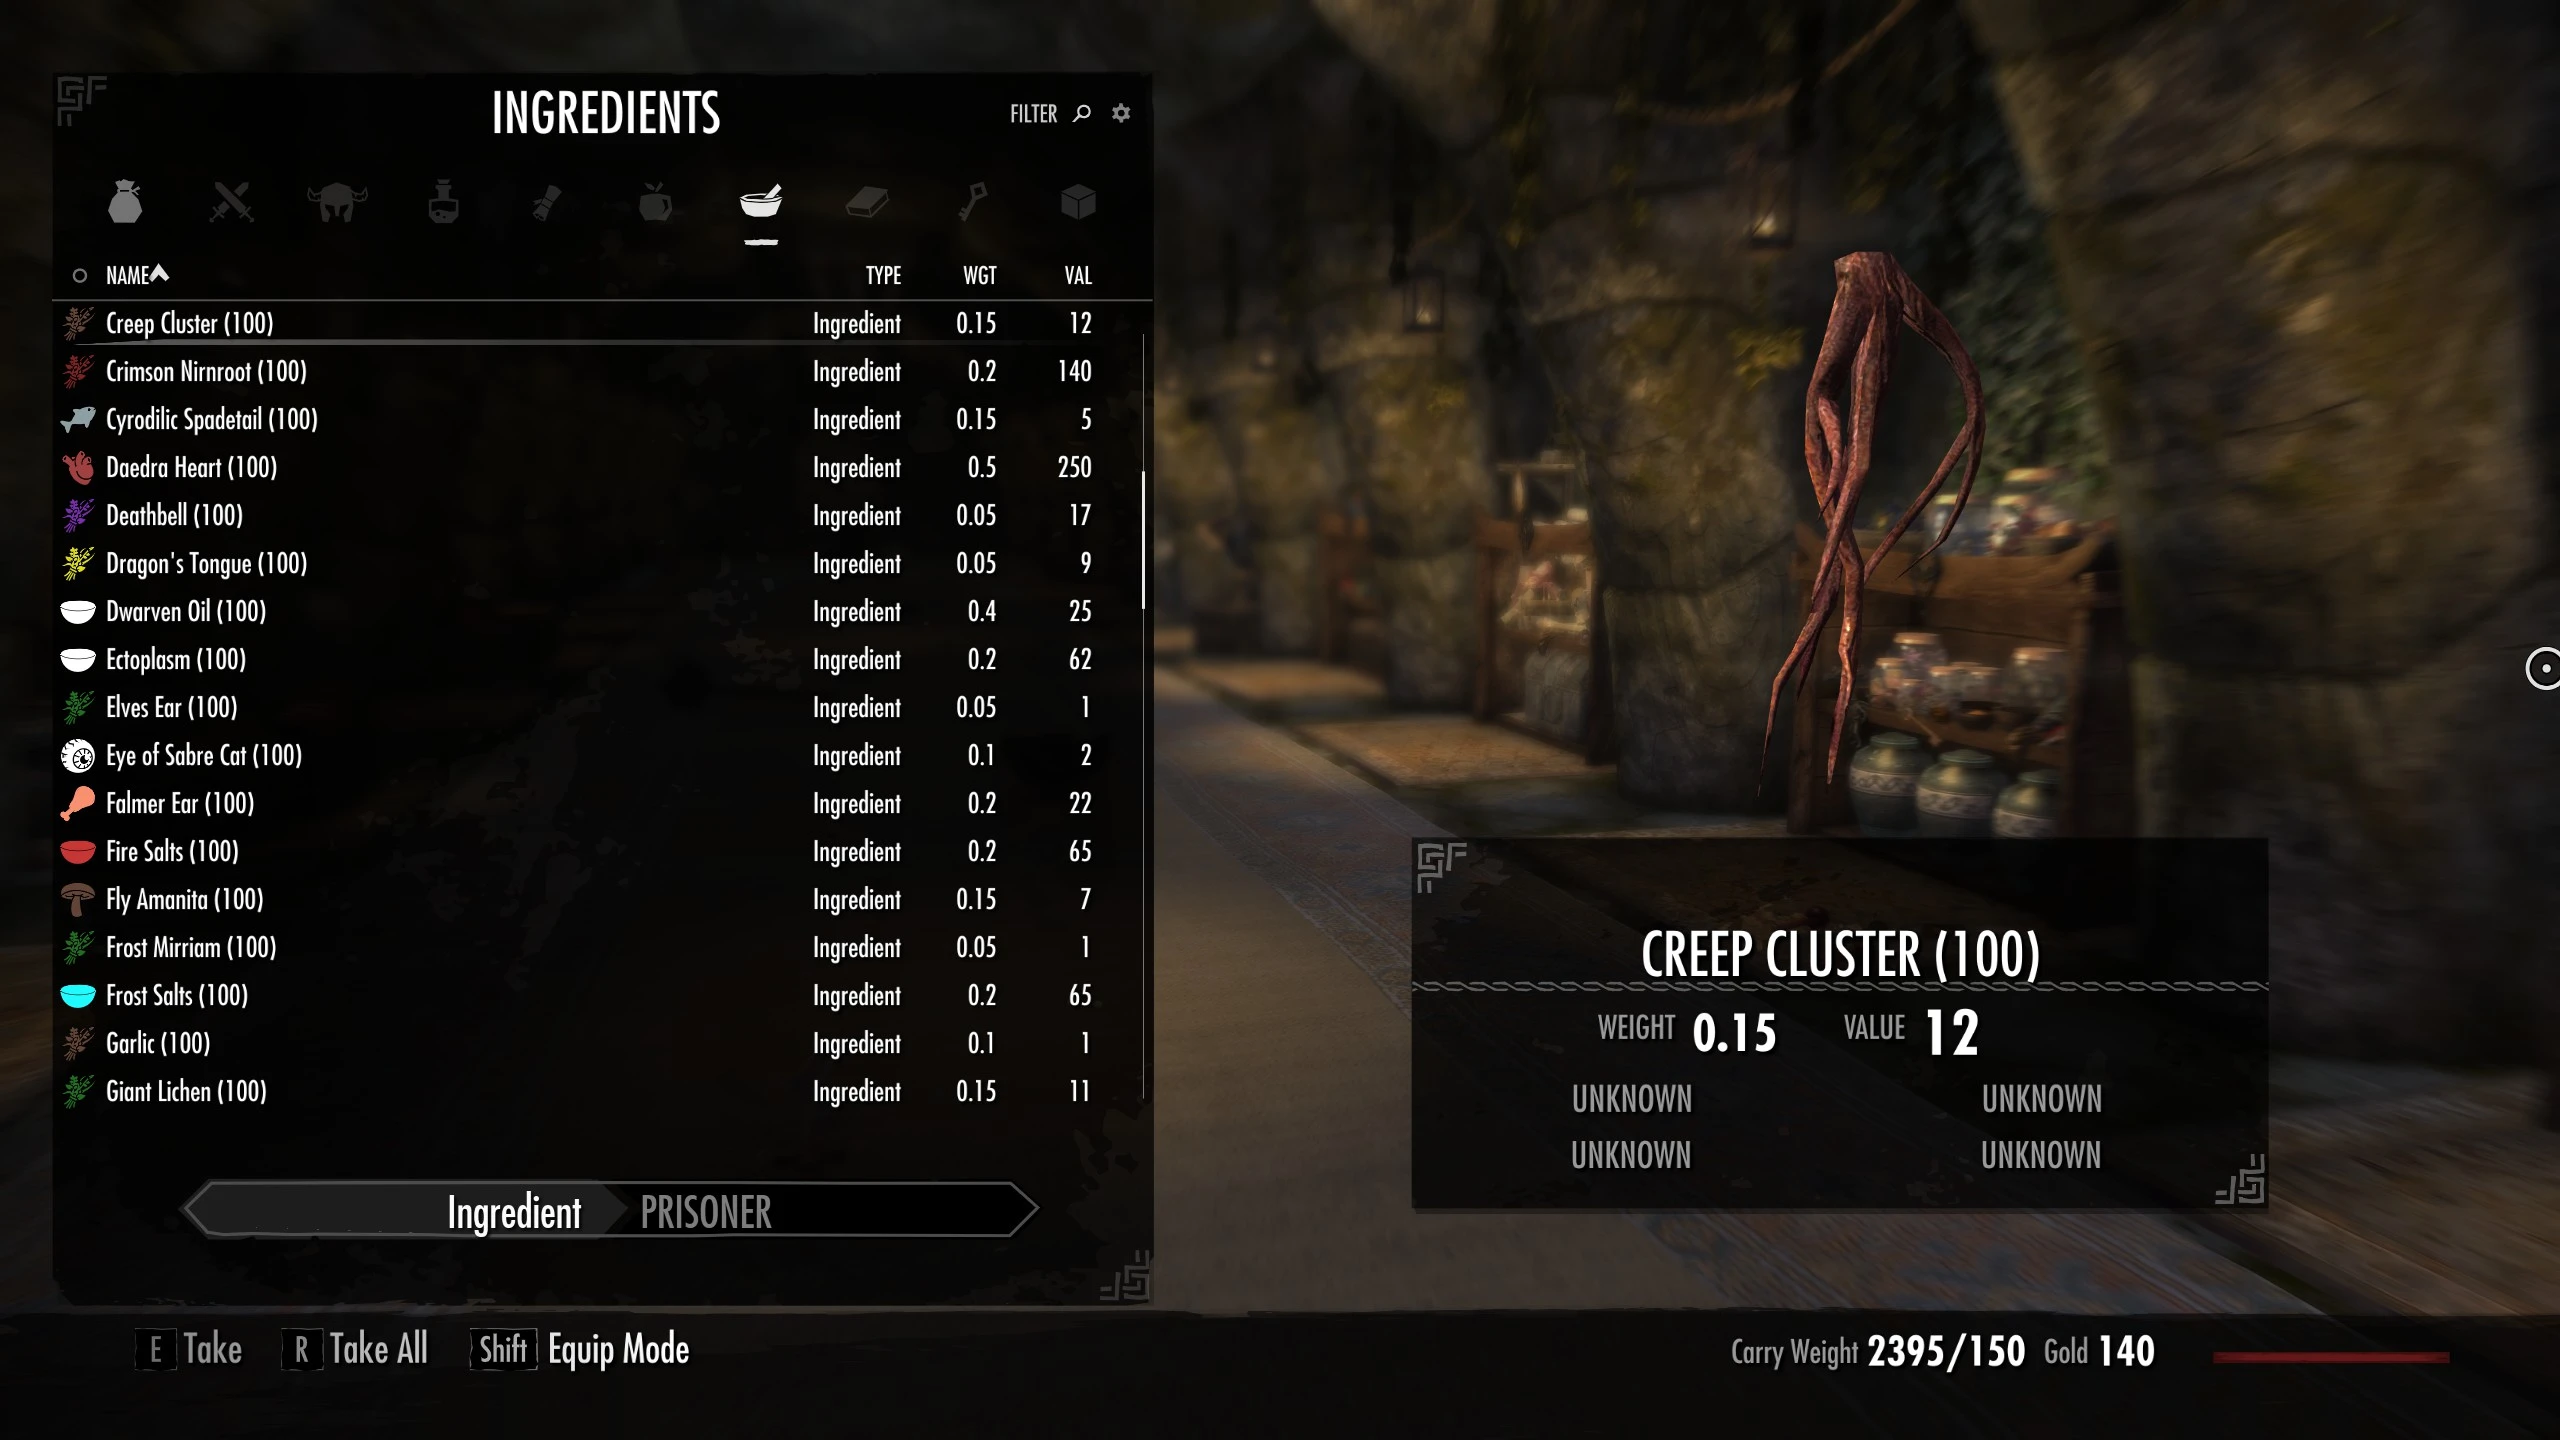 INGREDIENTS
FILTER
NAME TYPE WGT VAL
Creep Cluster (100) Ingredient 0.15 12
Crimson Nirnroot (100) Ingredient 0.2 140
Cyrodilic Spadetail (100) Ingredient 0.15 5
Daedra Heart (100) Ingredient 0.5 250
Deathbell (100) Ingredient 0.05 17
Dragon's Tongue (100) Ingredient 0.05 9
Dwarven Oil (100) Ingredient 0.4 25
Ectoplasm (100) Ingredient 0.2 62
Elves Ear (100) Ingredient 0.05 1
Eye of Sabre Cat (100) Ingredient 0.1 2
Falmer Ear (100) Ingredient 0.2 22
Fire Salts (100) Ingredient 0.2 65
Fly Amanita (100) Ingredient 0.15 7
Frost Mirriam (100) Ingredient 0.05 1
Frost Salts (100) Ingredient 0.2 65
Garlic (100) Ingredient 0.1 1
Giant Lichen (100) Ingredient 0.15 11
Ingredient PRISONER
CREEP CLUSTER (100)
WEIGHT 0.15 VALUE 12
UNKNOWN UNKNOWN
UNKNOWN UNKNOWN
E Take R Take All Shift Equip Mode
Carry Weight 2395/150 Gold 140